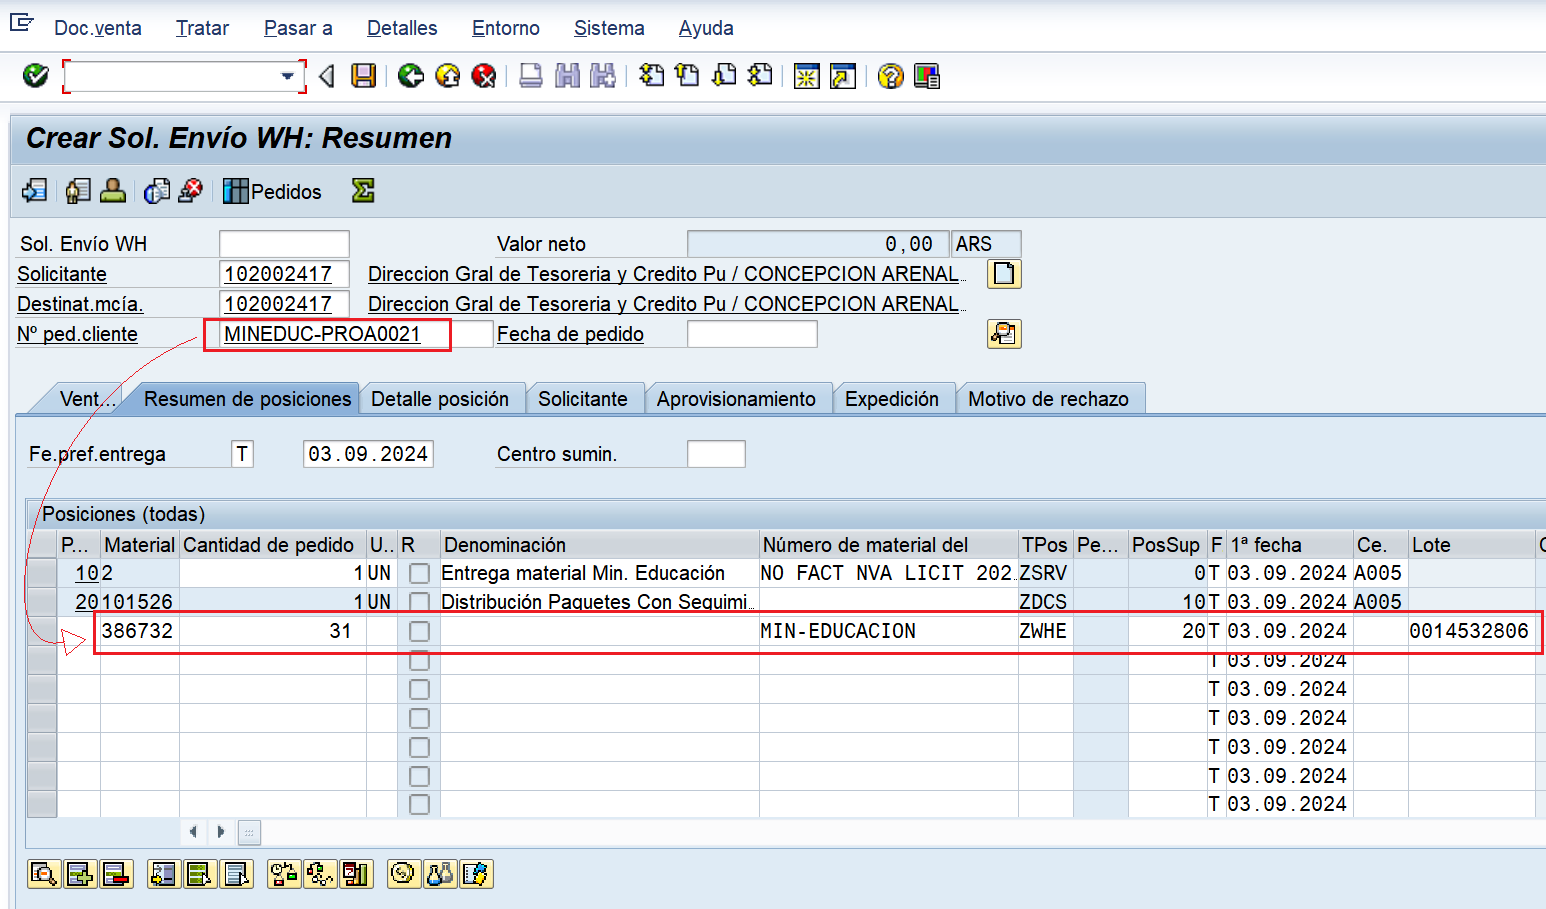 Doc.venta Tratar Pasar a Detalles Entorno Sistema Ayuda
Crear Sol. Envío WH: Resumen
Pedidos
Sol. Envío WH Valor neto 0,00 ARS
Solicitante 102002417 Direccion Gral de Tesoreria y Credito Pu / CONCEPCION ARENAL..
Destinat.mcía. 102002417 Direccion Gral de Tesoreria y Credito Pu / CONCEPCION ARENAL..
Nº ped.cliente MINEDUC-PROA0021 Fecha de pedido
Vent... Resumen de posiciones Detalle posición Solicitante Aprovisionamiento Expedición Motivo de rechazo
Fe.pref.entrega T 03.09.2024 Centro sumin.
Posiciones (todas)
P... Material Cantidad de pedido U.. R Denominación Número de material del TPos Pe... PosSup F 1ª fecha Ce. Lote
10 2 1 UN Entrega material Min. Educación NO FACT NVA LICIT 202.. ZSRV 0 T 03.09.2024 A005
20 101526 1 UN Distribución Paquetes Con Seguimi.. ZDCS 10 T 03.09.2024 A005
386732 31 MIN-EDUCACION ZWHE 20 T 03.09.2024 0014532806
T 03.09.2024
T 03.09.2024
T 03.09.2024
T 03.09.2024
T 03.09.2024
T 03.09.2024